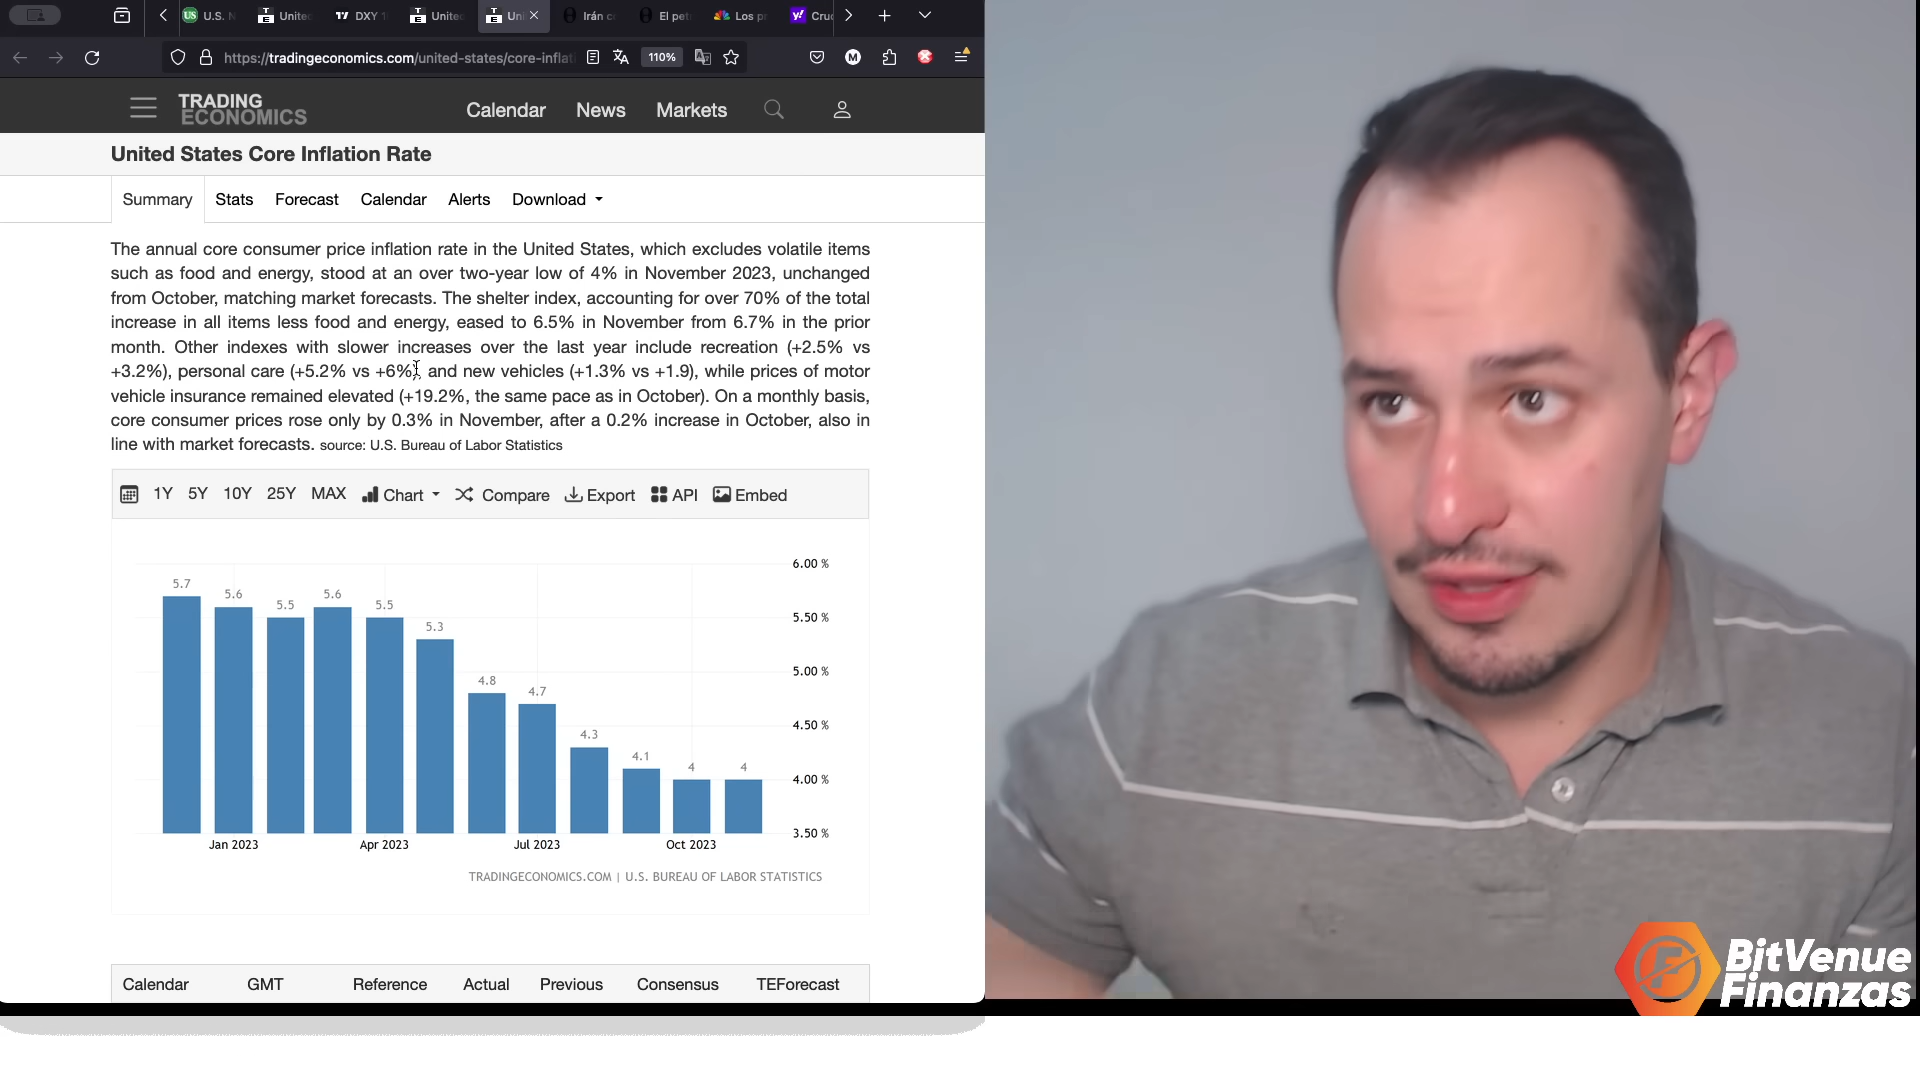 US U.S. N
United
DXY 1
United
Uni
Irán c
El pet
Los pr
Cruc
https://tradingeconomics.com/united-states/core-inflat
110%
M
TRADING
ECONOMICS
Calendar News Markets
United States Core Inflation Rate
Summary Stats Forecast Calendar Alerts Download
The annual core consumer price inflation rate in the United States, which excludes volatile items
such as food and energy, stood at an over two-year low of 4% in November 2023, unchanged
from October, matching market forecasts. The shelter index, accounting for over 70% of the total
increase in all items less food and energy, eased to 6.5% in November from 6.7% in the prior
month. Other indexes with slower increases over the last year include recreation (+2.5% vs
+3.2%), personal care (+5.2% vs +6%) and new vehicles (+1.3% vs +1.9), while prices of motor
vehicle insurance remained elevated (+19.2%, the same pace as in October). On a monthly basis,
core consumer prices rose only by 0.3% in November, after a 0.2% increase in October, also in
line with market forecasts. source: U.S. Bureau of Labor Statistics
1Y 5Y 10Y 25Y MAX Chart Compare Export API Embed
6.00 %
5.50 %
5.00 %
4.50 %
4.00 %
3.50 %
5.7
5.6
5.5
5.6
5.5
5.3
4.8
4.7
4.3
4.1
4
4
Jan 2023 Apr 2023 Jul 2023 Oct 2023
TRADINGECONOMICS.COM | U.S. BUREAU OF LABOR STATISTICS
Calendar GMT Reference Actual Previous Consensus TEForecast
BitVenue
Finanzas